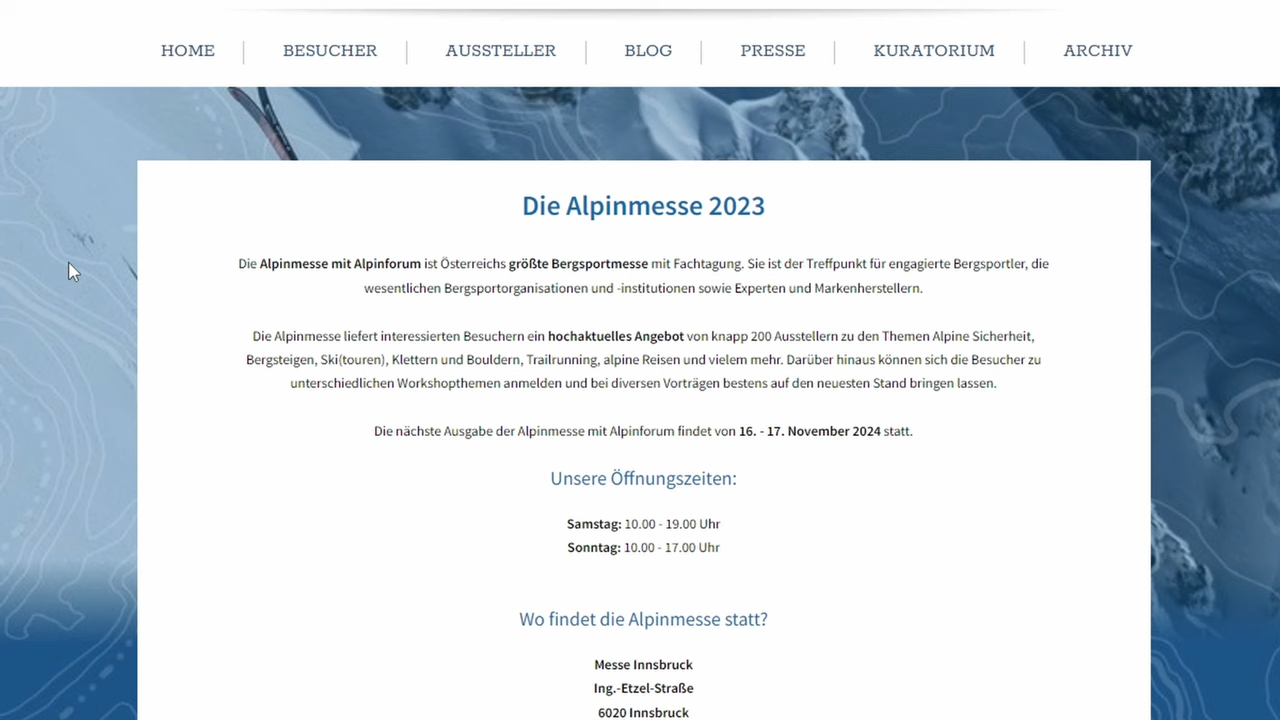 HOME BESUCHER AUSSTELLER BLOG PRESSE KURATORIUM ARCHIV
Die Alpinmesse 2023
Die Alpinmesse mit Alpinforum ist Österreichs größte Bergsportmesse mit Fachtagung. Sie ist der Treffpunkt für engagierte Bergsportler, die
wesentlichen Bergsportorganisationen und -institutionen sowie Experten und Markenherstellern.
Die Alpinmesse liefert interessierten Besuchern ein hochaktuelles Angebot von knapp 200 Ausstellern zu den Themen Alpine Sicherheit,
Bergsteigen, Ski(touren), Klettern und Bouldern, Trailrunning, alpine Reisen und vielem mehr. Darüber hinaus können sich die Besucher zu
unterschiedlichen Workshopthemen anmelden und bei diversen Vorträgen bestens auf den neuesten Stand bringen lassen.
Die nächste Ausgabe der Alpinmesse mit Alpinforum findet von 16. - 17. November 2024 statt.
Unsere Öffnungszeiten:
Samstag: 10.00 - 19.00 Uhr
Sonntag: 10.00 - 17.00 Uhr
Wo findet die Alpinmesse statt?
Messe Innsbruck
Ing.-Etzel-Straße
6020 Innsbruck